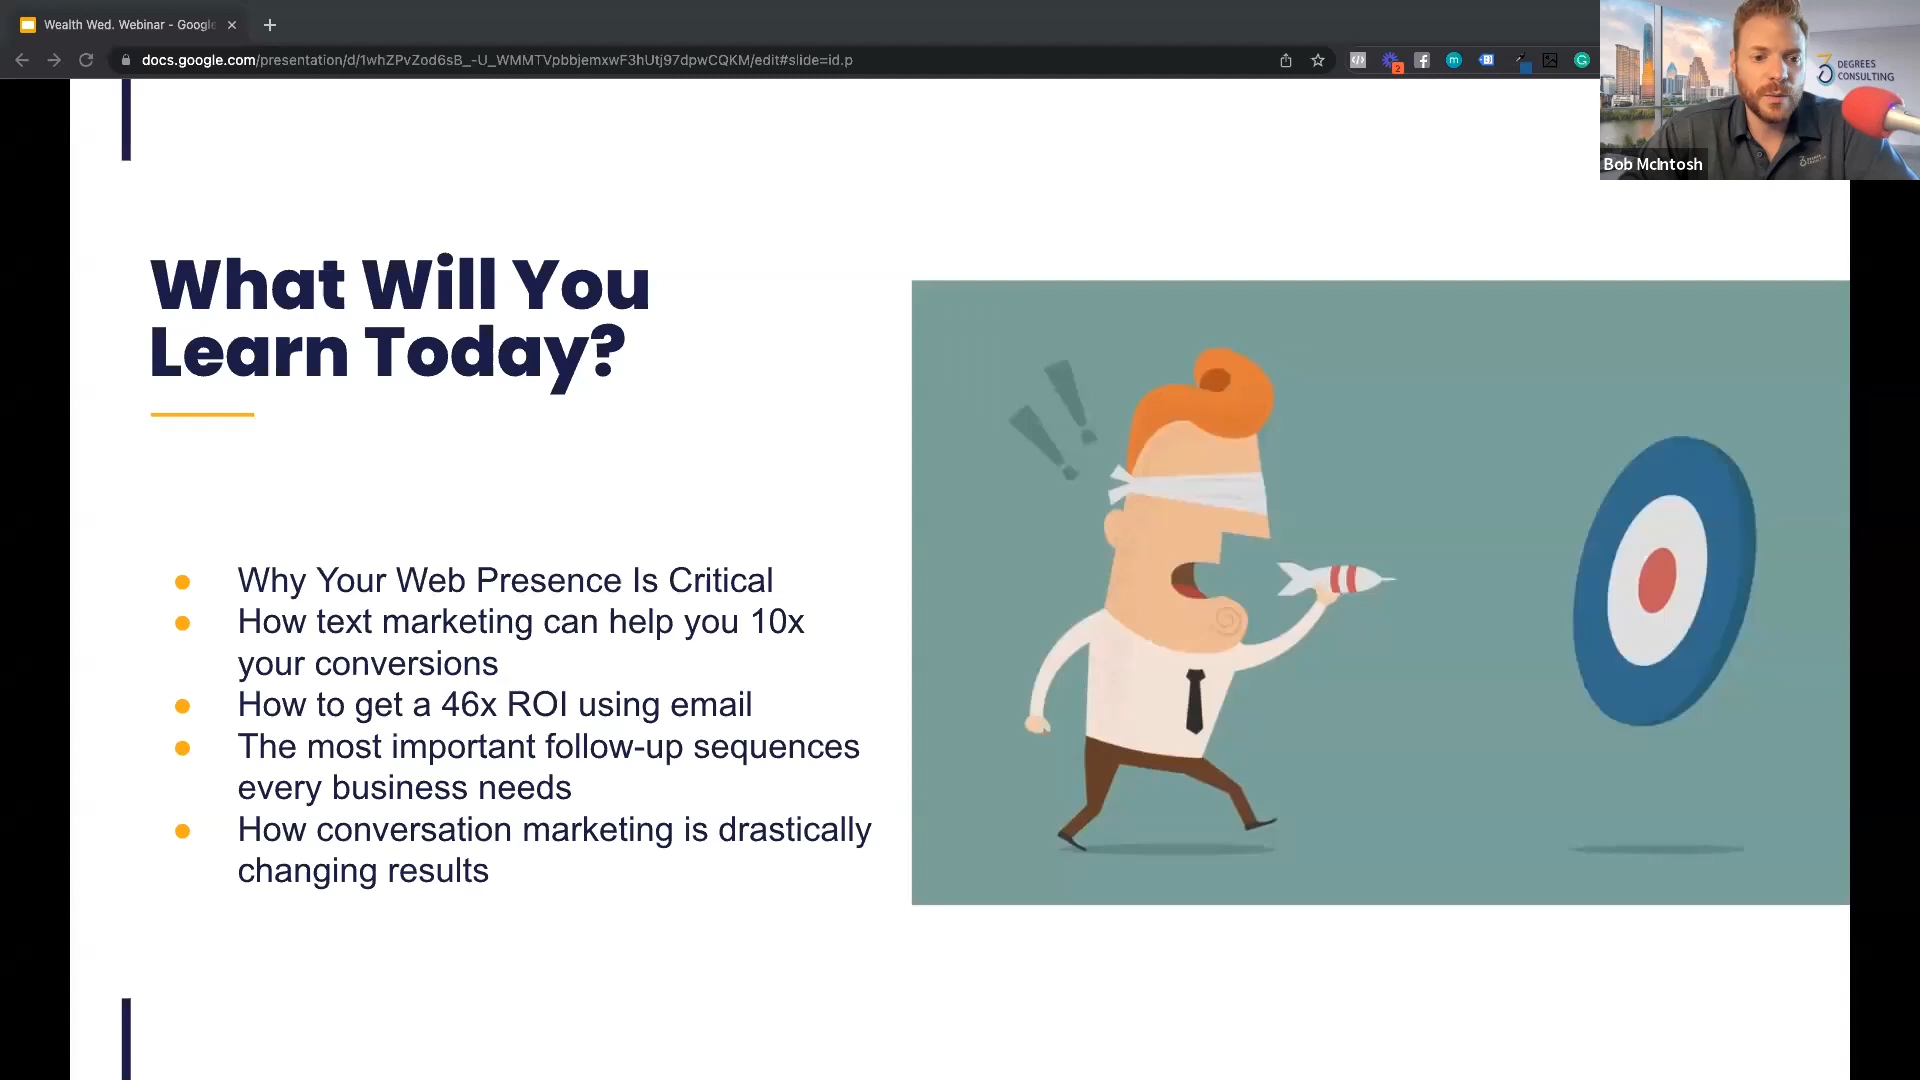 Wealth Wed. Webinar - Google
docs.google.com/presentation/d/1whZPvZod6sB_-U_WMMTVpbbjemxwF3hUtj97dpwCQKM/edit#slide=id.p
2
3 DEGREES
CONSULTING
Bob McIntosh
What Will You
Learn Today?
Why Your Web Presence Is Critical
How text marketing can help you 10x
your conversions
How to get a 46x ROI using email
The most important follow-up sequences
every business needs
How conversation marketing is drastically
changing results